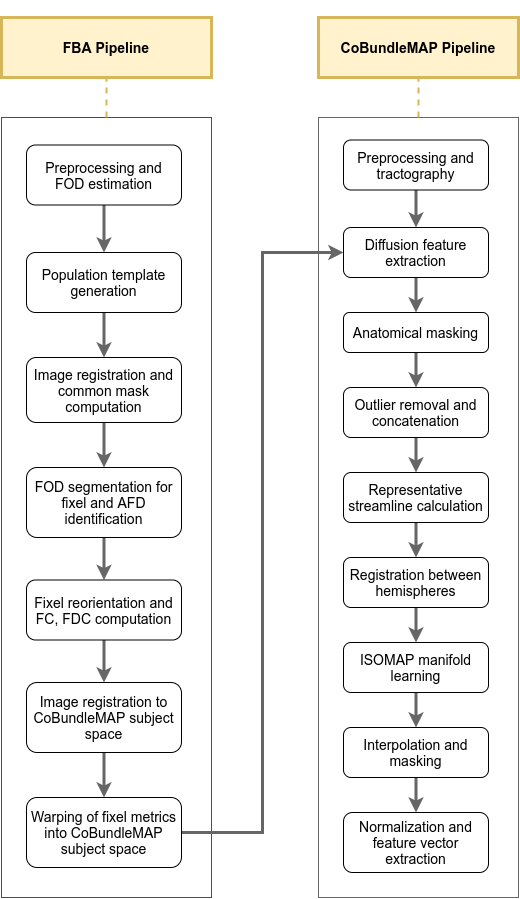 FBA Pipeline
Preprocessing and
FOD estimation
Population template
generation
Image registration and
common mask
computation
FOD segmentation for
fixel and AFD
identification
Fixel reorientation and
FC, FDC computation
Image registration to
CoBundleMAP subject
space
Warping of fixel metrics
into CoBundleMAP
subject space
CoBundleMAP Pipeline
Preprocessing and
tractography
Diffusion feature
extraction
Anatomical masking
Outlier removal and
concatenation
Representative
streamline calculation
Registration between
hemispheres
ISOMAP manifold
learning
Interpolation and
masking
Normalization and
feature vector
extraction